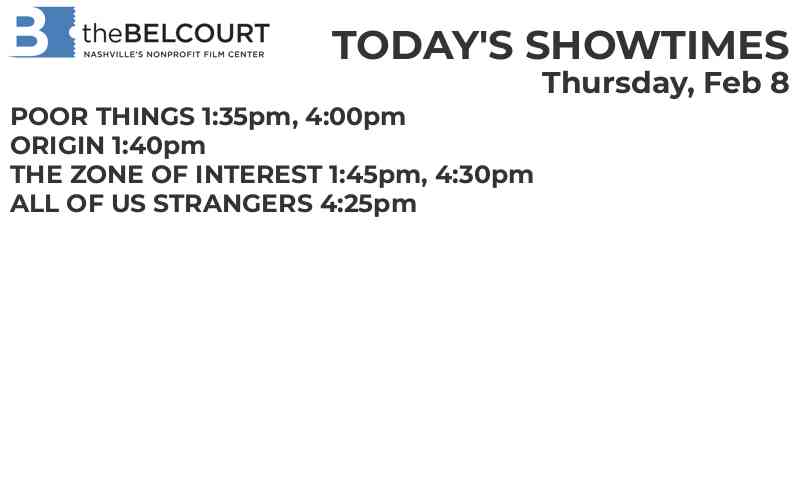 B theBELCOURT
NASHVILLE'S NONPROFIT FILM CENTER
TODAY'S SHOWTIMES
Thursday, Feb 8
POOR THINGS 1:35pm, 4:00pm
ORIGIN 1:40pm
THE ZONE OF INTEREST 1:45pm, 4:30pm
ALL OF US STRANGERS 4:25pm